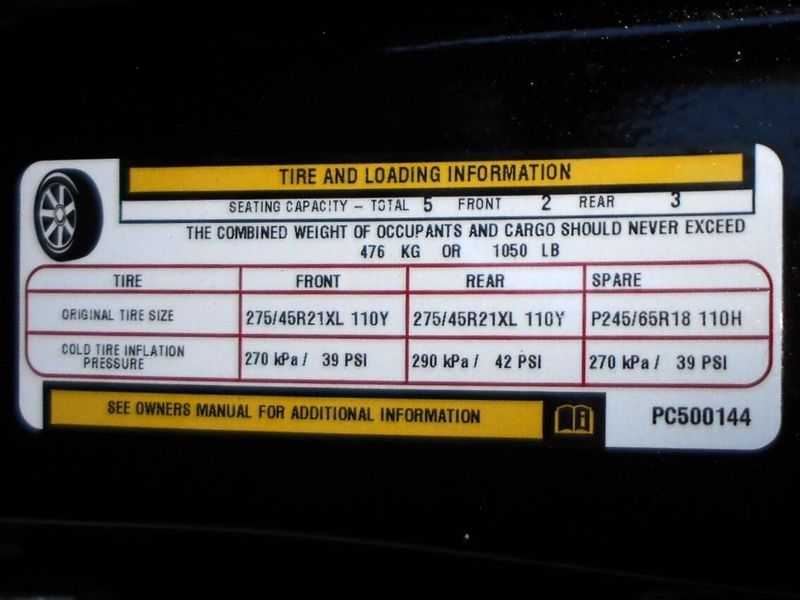 TIRE AND LOADING INFORMATION
SEATING CAPACITY - TOTAL 5 FRONT 2 REAR 3
THE COMBINED WEIGHT OF OCCUPANTS AND CARGO SHOULD NEVER EXCEED
476 KG OR 1050 LB
TIRE FRONT REAR SPARE
ORIGINAL TIRE SIZE 275/45R21XL 110Y 275/45R21XL 110Y P245/65R18 110H
COLD TIRE INFLATION PRESSURE 270 kPa / 39 PSI 290 kPa / 42 PSI 270 kPa / 39 PSI
SEE OWNERS MANUAL FOR ADDITIONAL INFORMATION
PC500144